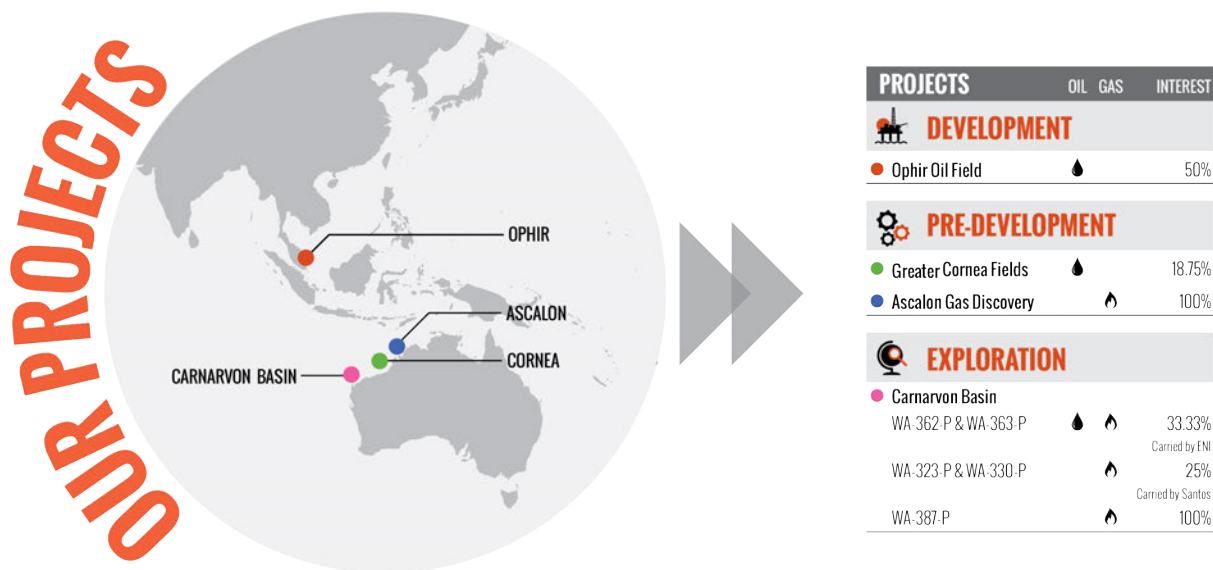 OUR PROJECTS
OPHIR
ASCALON
CORNEA
CARNARVON BASIN
PROJECTS OIL GAS INTEREST
DEVELOPMENT
Ophir Oil Field 50%
PRE-DEVELOPMENT
Greater Cornea Fields 18.75%
Ascalon Gas Discovery 100%
EXPLORATION
Carnarvon Basin
WA-362-P & WA-363-P 33.33%
Carried by ENI
WA-323-P & WA-330-P 25%
Carried by Santos
WA-387-P 100%